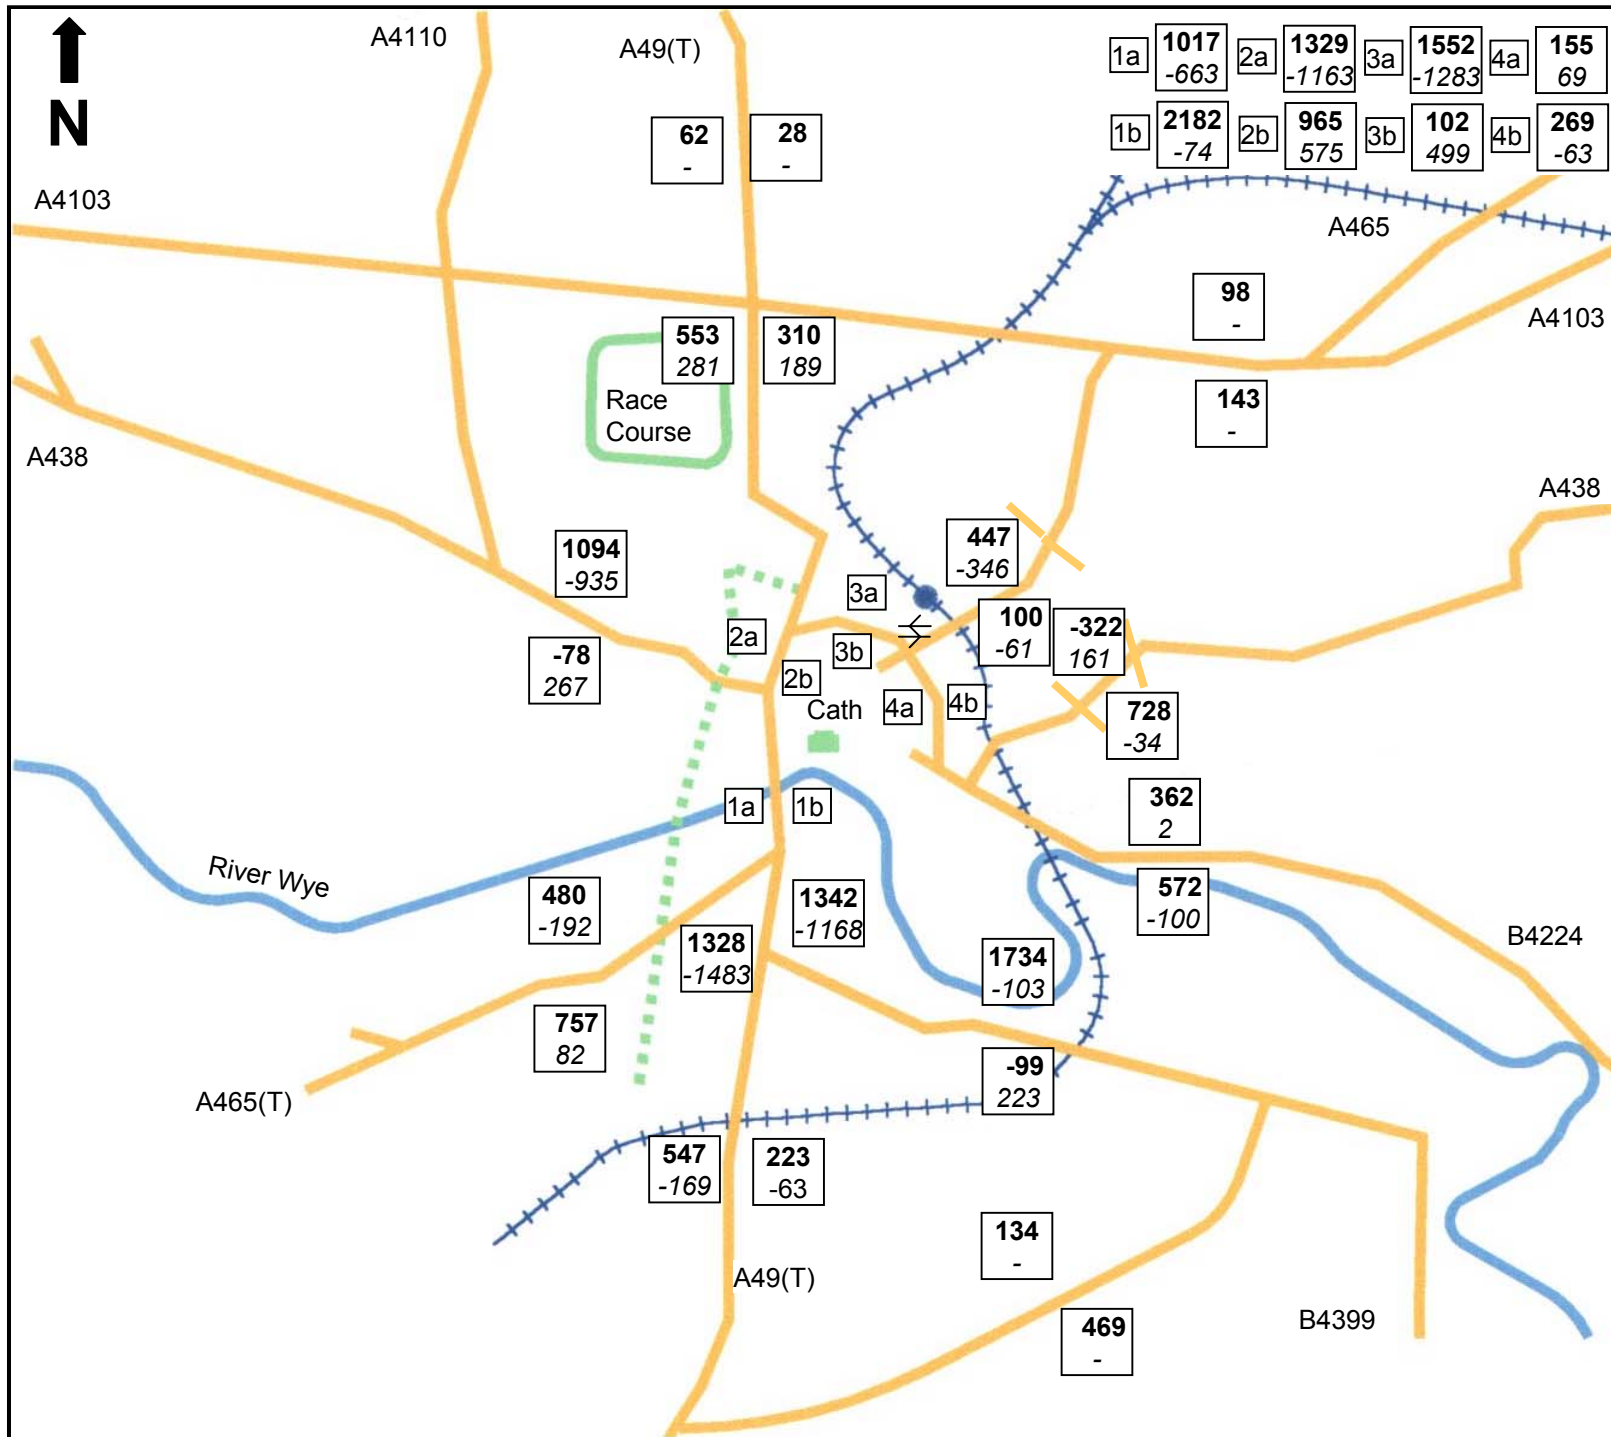 A4110
A49(T)
1a
1017
-663
2a
1329
-1163
3a
1552
-1283
4a
155
69
N
62
-
28
-
1b
2182
-74
2b
965
575
3b
102
499
4b
269
-63
A4103
A465
98
-
A4103
553
281
310
189
Race
Course
143
-
A438
A438
1094
-935
447
-346
3a
100
-61
-322
161
2a
3b
-78
267
2b
Cath
4a
4b
728
-34
1a
1b
362
2
River Wye
480
-192
1342
-1168
572
-100
1328
-1483
B4224
1734
-103
757
82
-99
223
A465(T)
547
-169
223
-63
134
-
A49(T)
B4399
469
-